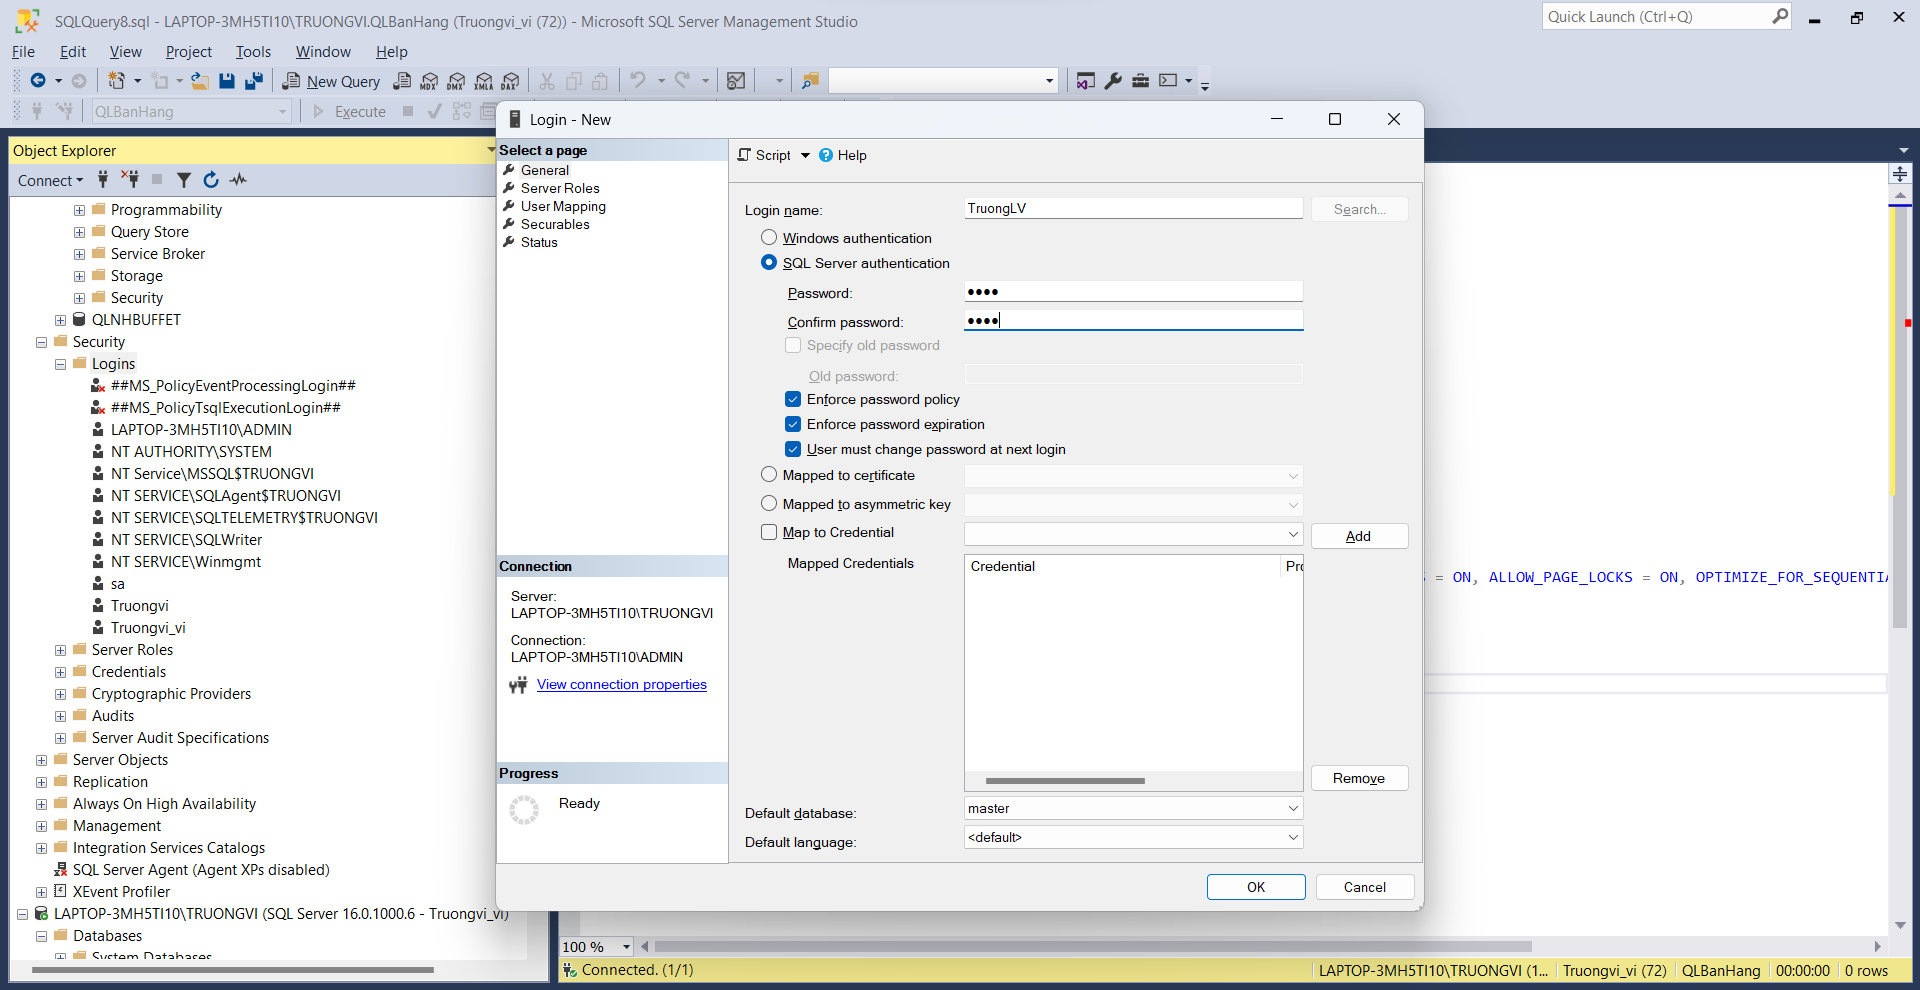 SQLQuery8.sql - LAPTOP-3MH5TI10\TRUONGVI.QLBanHang (Truongvi_vi (72)) - Microsoft SQL Server Management Studio
Quick Launch (Ctrl+Q)
File Edit View Project Tools Window Help
New Query MDX DMX XMLA DAX
QLBanHang Execute
Object Explorer
Connect
Programmability
Query Store
Service Broker
Storage
Security
QLNHBUFFET
Security
Logins
##MS_PolicyEventProcessingLogin##
##MS_PolicyTsqlExecutionLogin##
LAPTOP-3MH5TI10\ADMIN
NT AUTHORITY\SYSTEM
NT Service\MSSQL$TRUONGVI
NT SERVICE\SQLAgent$TRUONGVI
NT SERVICE\SQLTELEMETRY$TRUONGVI
NT SERVICE\SQLWriter
NT SERVICE\Winmgmt
sa
Truongvi
Truongvi_vi
Server Roles
Credentials
Cryptographic Providers
Audits
Server Audit Specifications
Server Objects
Replication
Always On High Availability
Management
Integration Services Catalogs
SQL Server Agent (Agent XPs disabled)
XEvent Profiler
LAPTOP-3MH5TI10\TRUONGVI (SQL Server 16.0.1000.6 - Truongvi_vi)
Databases
System Databases
Login - New
Select a page
General
Server Roles
User Mapping
Securables
Status
Connection
Server:
LAPTOP-3MH5TI10\TRUONGVI
Connection:
LAPTOP-3MH5TI10\ADMIN
View connection properties
Progress
Ready
Script Help
Login name: TruongLV Search...
Windows authentication
SQL Server authentication
Password: ●●●●
Confirm password: ●●●●
Specify old password
Old password:
Enforce password policy
Enforce password expiration
User must change password at next login
Mapped to certificate
Mapped to asymmetric key
Map to Credential Add
Mapped Credentials Credential Pro
Remove
Default database: master
Default language: <default>
OK Cancel
= ON, ALLOW_PAGE_LOCKS = ON, OPTIMIZE_FOR_SEQUENTIA
100 %
Connected. (1/1) LAPTOP-3MH5TI10\TRUONGVI (1... Truongvi_vi (72) QLBanHang 00:00:00 0 rows